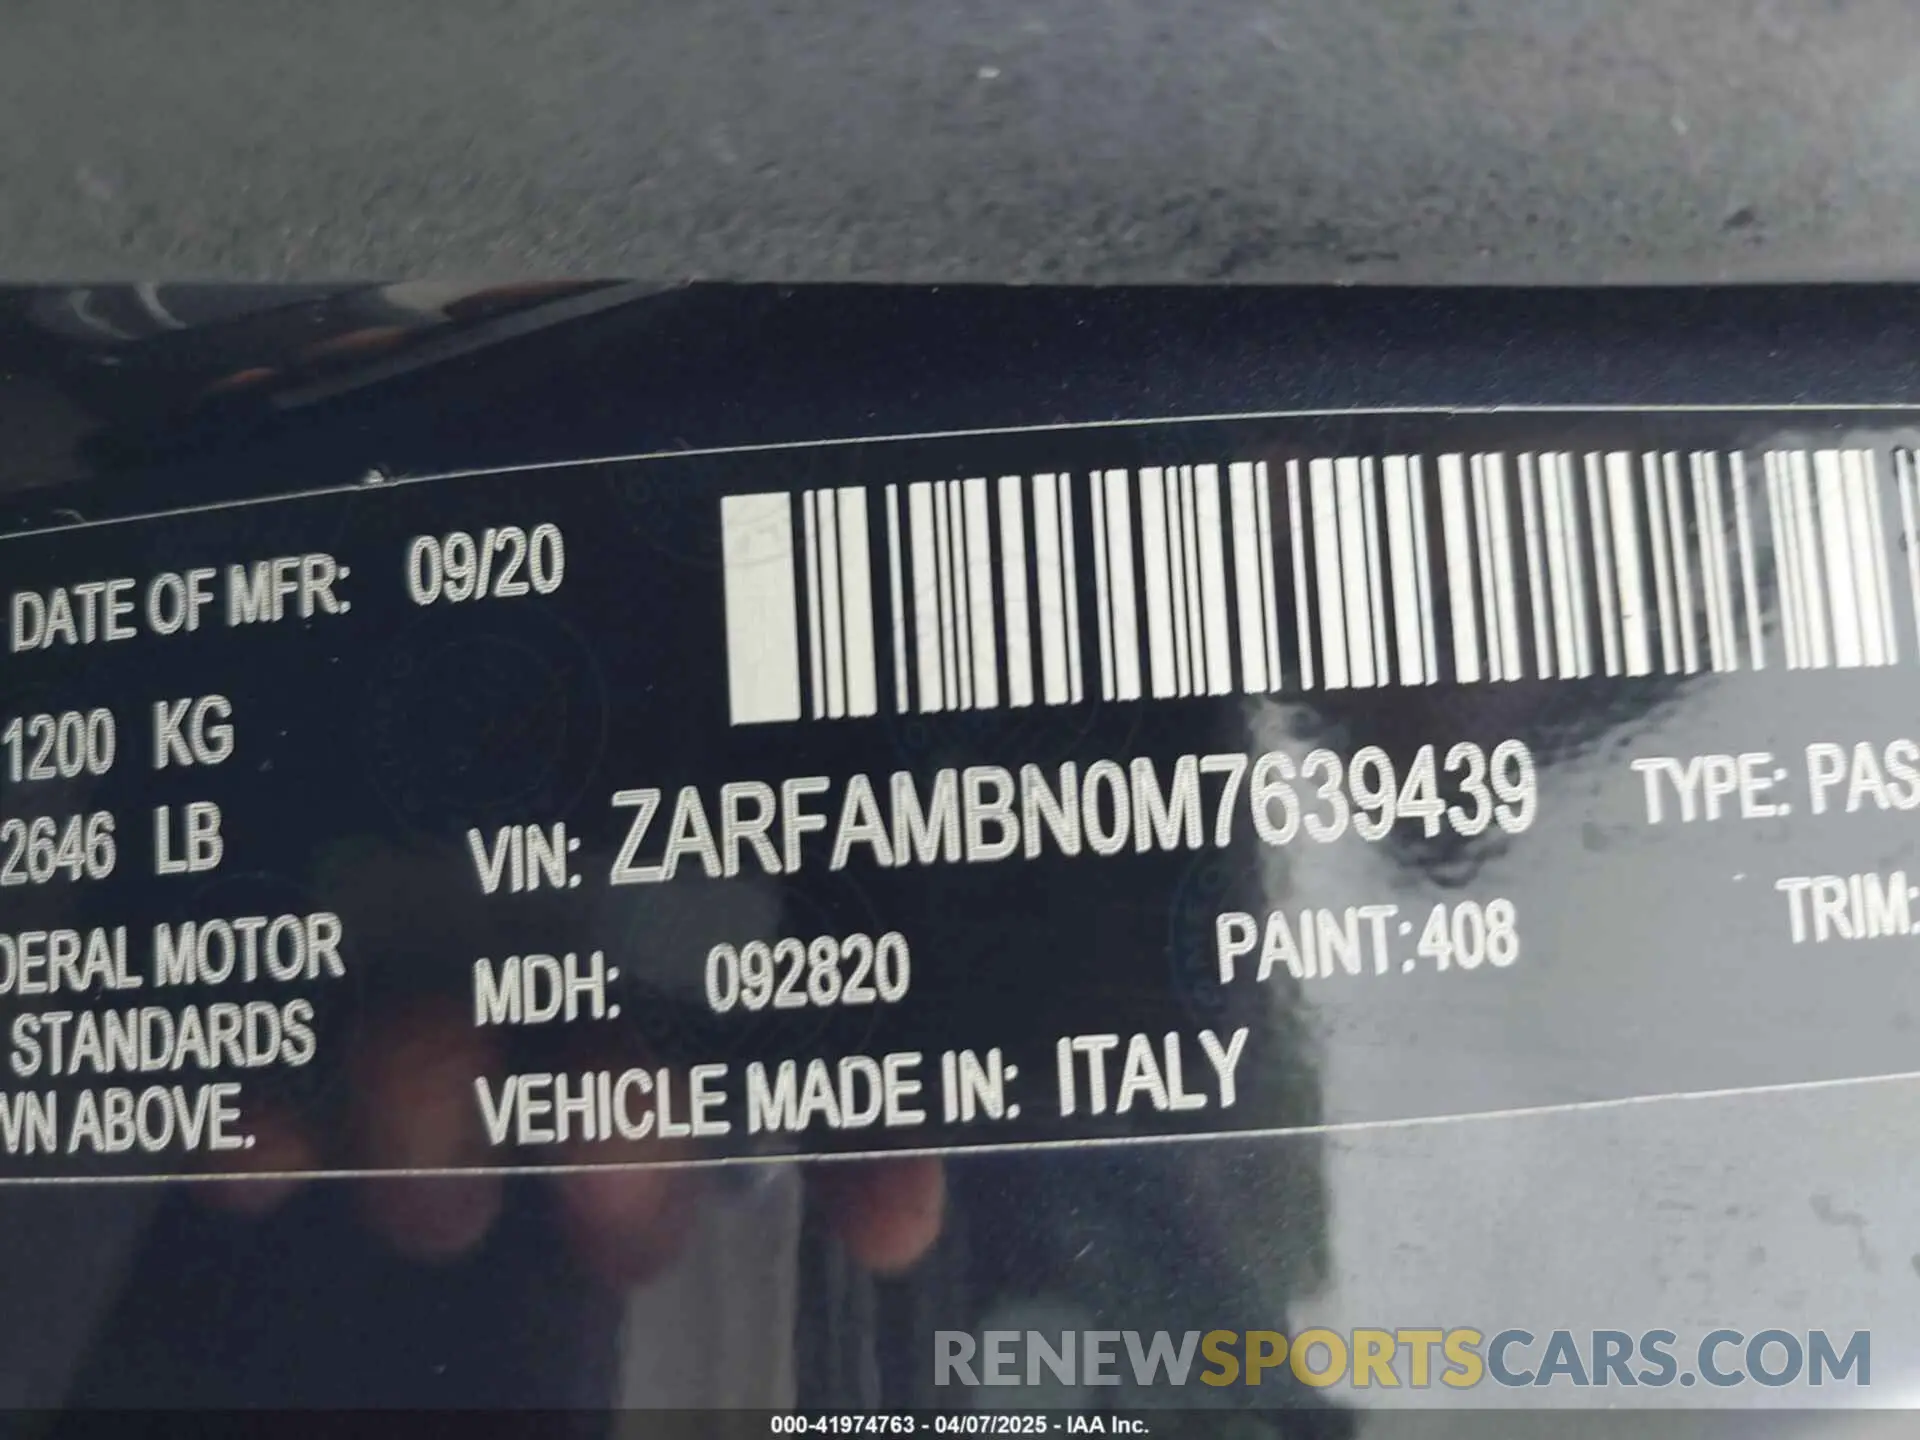 DATE OF MFR: 09/20
1200 KG
2646 LB
VIN: ZARFAMBN0M7639439
TYPE: PAS
DERAL MOTOR
MDH: 092820
PAINT:408
TRIM:
STANDARDS
WN ABOVE.
VEHICLE MADE IN: ITALY
RENEWSPORTSCARS.COM
000-41974763 - 04/07/2025 - IAA Inc.